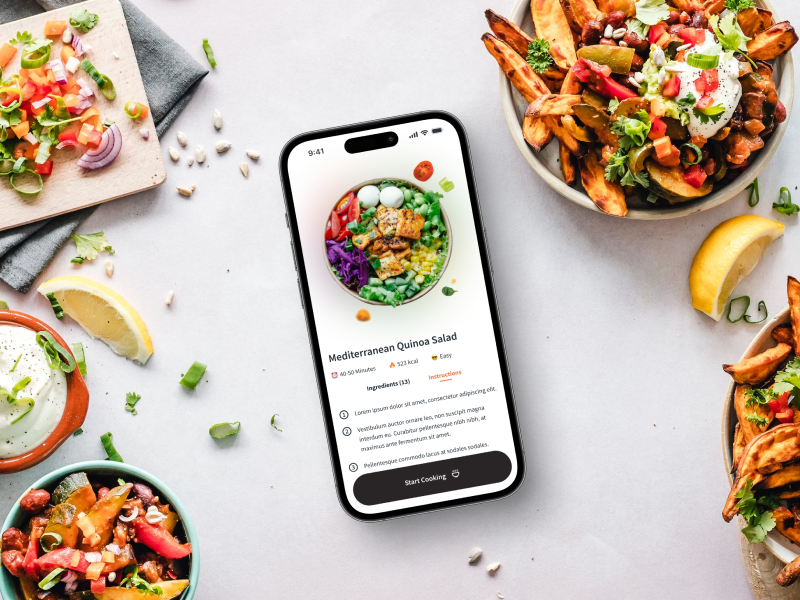 9:41
Mediterranean Quinoa Salad
40-50 Minutes 523 kcal Easy
Ingredients (13) Instructions
1 Lorem ipsum dolor sit amet, consectetur adipiscing elit.
2 Vestibulum auctor ornare leo, non suscipit magna
interdum eu. Curabitur pellentesque nibh nibh, at
maximus ante fermentum sit amet.
3 Pellentesque commodo lacus at sodales sodales.
Start Cooking